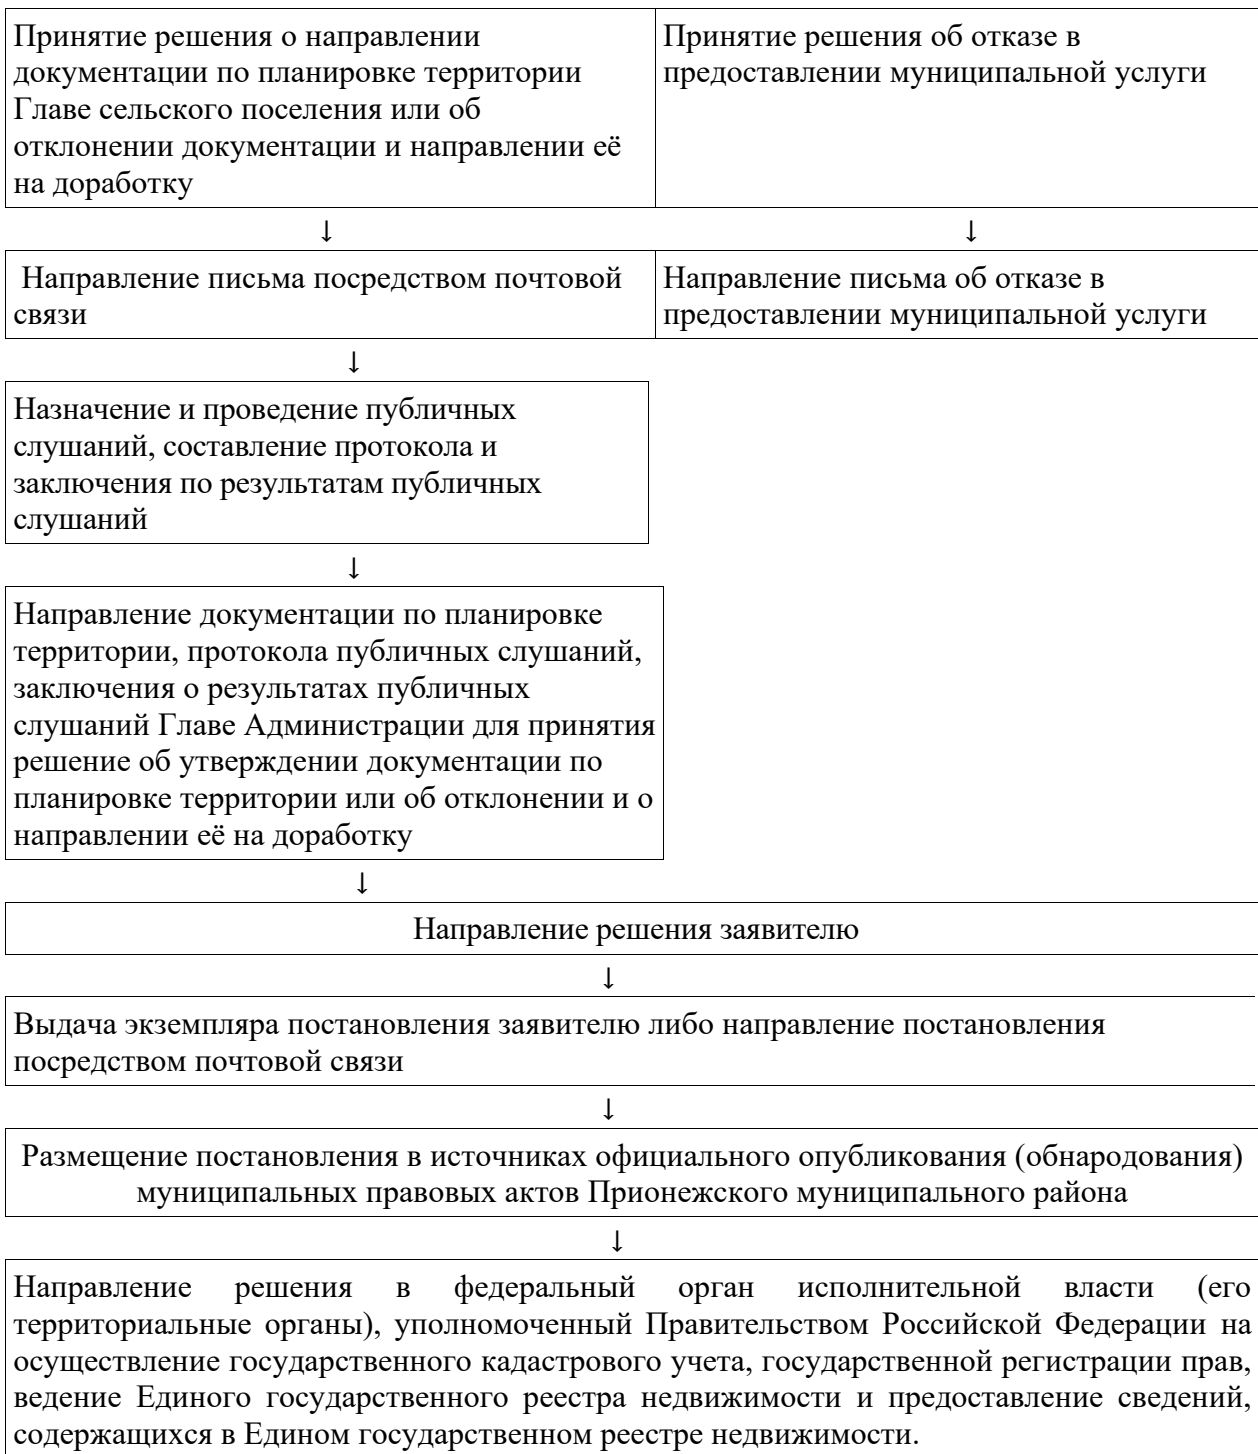 Принятие решения о направлении
документации по планировке территории
Главе сельского поселения или об
отклонении документации и направлении её
на доработку
Принятие решения об отказе в
предоставлении муниципальной услуги
↓
↓
Направление письма посредством почтовой
связи
Направление письма об отказе в
предоставлении муниципальной услуги
↓
Назначение и проведение публичных
слушаний, составление протокола и
заключения по результатам публичных
слушаний
↓
Направление документации по планировке
территории, протокола публичных слушаний,
заключения о результатах публичных
слушаний Главе Администрации для принятия
решение об утверждении документации по
планировке территории или об отклонении и о
направлении её на доработку
↓
Направление решения заявителю
↓
Выдача экземпляра постановления заявителю либо направление постановления
посредством почтовой связи
↓
Размещение постановления в источниках официального опубликования (обнародования)
муниципальных правовых актов Прионежского муниципального района
↓
Направление решения в федеральный орган исполнительной власти (его
территориальные органы), уполномоченный Правительством Российской Федерации на
осуществление государственного кадастрового учета, государственной регистрации прав,
ведение Единого государственного реестра недвижимости и предоставление сведений,
содержащихся в Едином государственном реестре недвижимости.